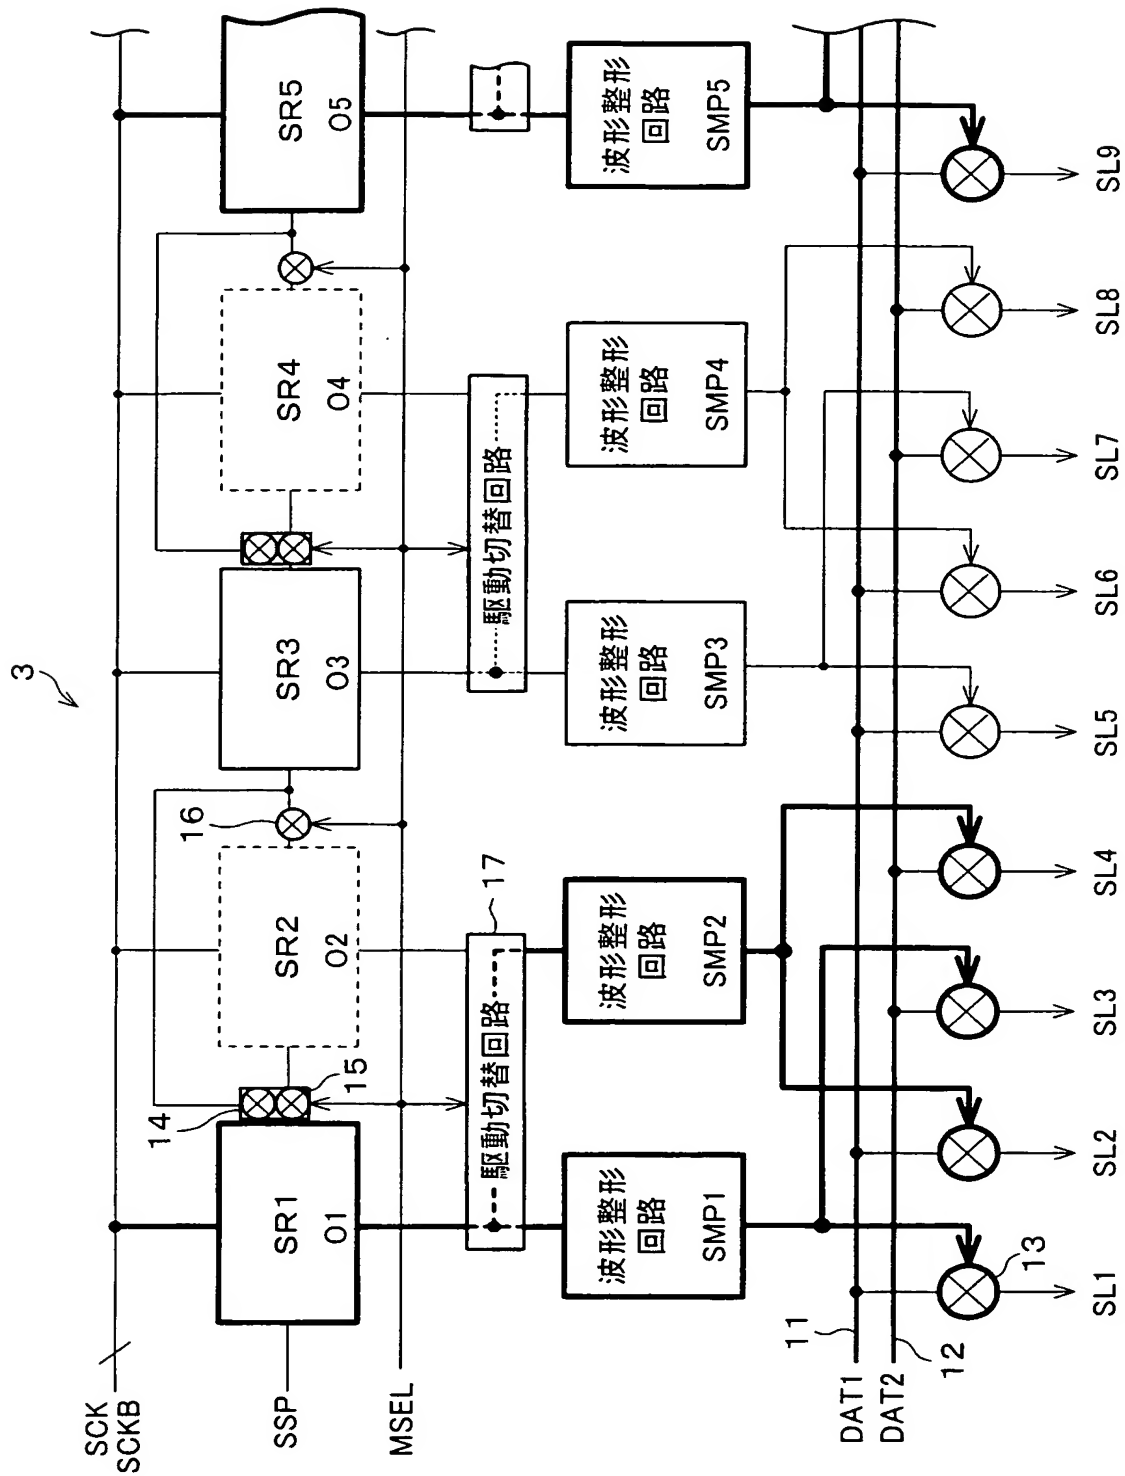 3
SCK
SCKB
SSP
MSEL
SR1
O1
14
15
SR2
O2
16
SR3
O3
SR4
O4
SR5
O5
駆動切替回路
17
駆動切替回路
波形整形
回路
SMP1
波形整形
回路
SMP2
波形整形
回路
SMP3
波形整形
回路
SMP4
波形整形
回路
SMP5
11
DAT1
DAT2
12
13
SL1
SL2
SL3
SL4
SL5
SL6
SL7
SL8
SL9